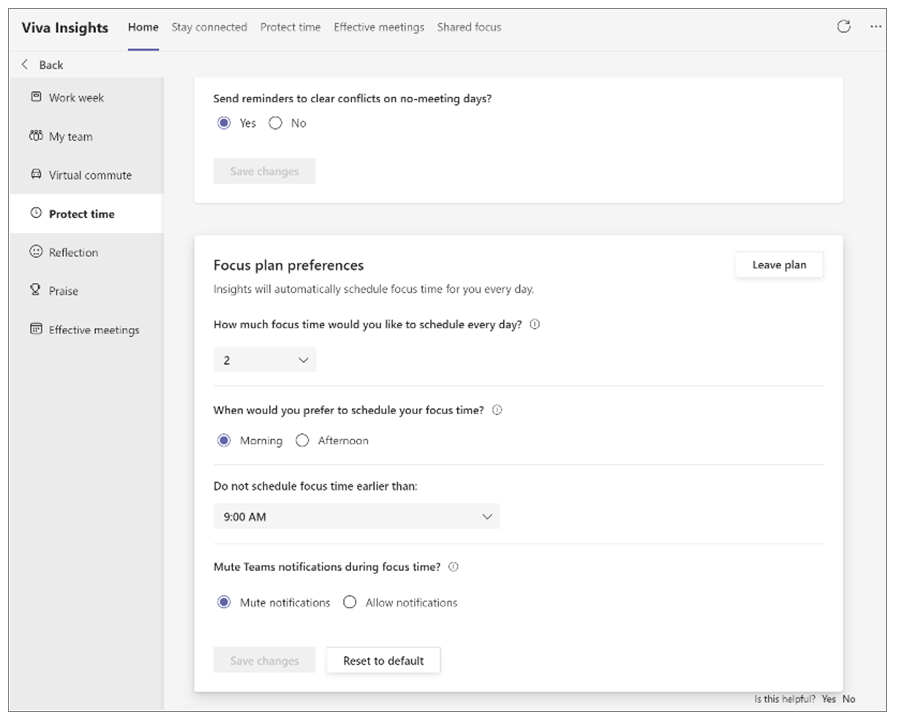 Viva Insights Home Stay connected Protect time Effective meetings Shared focus
Back
Work week
My team
Virtual commute
Protect time
Reflection
Praise
Effective meetings
Send reminders to clear conflicts on no-meeting days?
Yes No
Save changes
Focus plan preferences
Leave plan
Insights will automatically schedule focus time for you every day.
How much focus time would you like to schedule every day?
2
When would you prefer to schedule your focus time?
Morning Afternoon
Do not schedule focus time earlier than:
9:00 AM
Mute Teams notifications during focus time?
Mute notifications Allow notifications
Save changes Reset to default
Is this helpful? Yes No